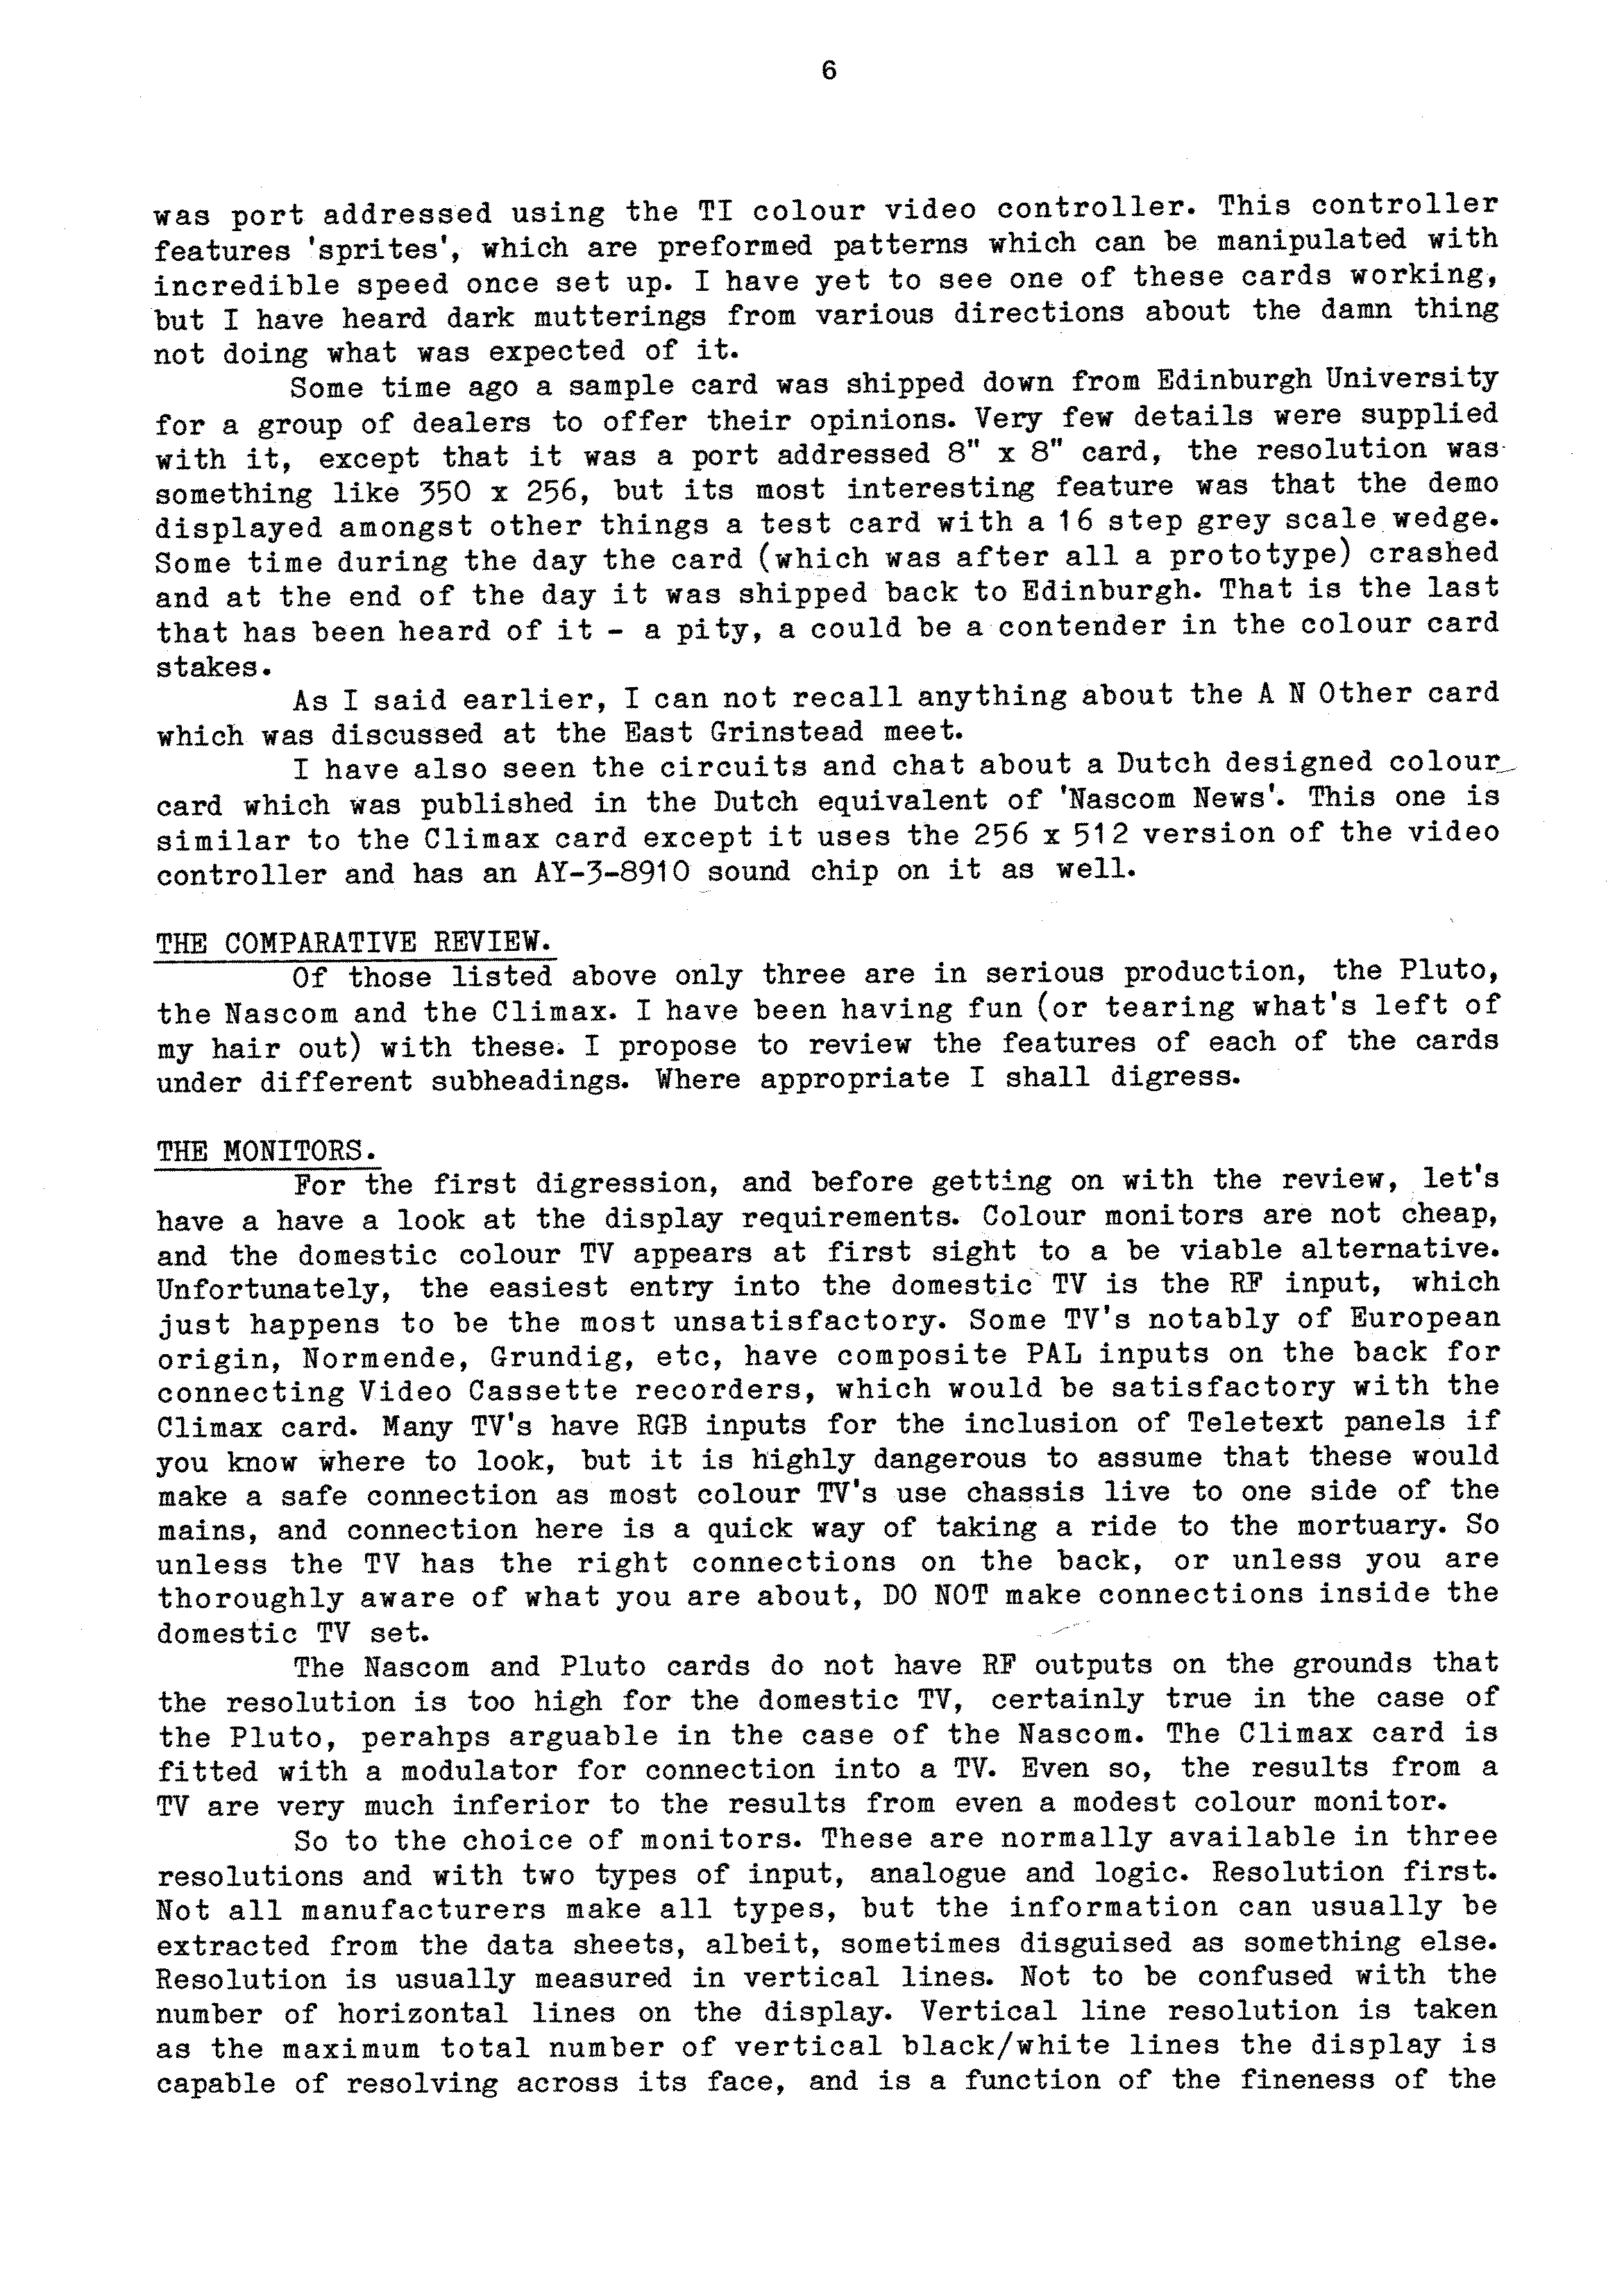 6
was port addressed using the TI colour video controller. This controller
features 'sprites', which are preformed patterns which can be manipulated with
incredible speed once set up. I have yet to see one of these cards working,
but I have heard dark mutterings from various directions about the damn thing
not doing what was expected of it.
Some time ago a sample card was shipped down from Edinburgh University
for a group of dealers to offer their opinions. Very few details were supplied
with it, except that it was a port addressed 8" x 8" card, the resolution was
something like 350 x 256, but its most interesting feature was that the demo
displayed amongst other things a test card with a 16 step grey scale wedge.
Some time during the day the card (which was after all a prototype) crashed
and at the end of the day it was shipped back to Edinburgh. That is the last
that has been heard of it - a pity, a could be a contender in the colour card
stakes.
As I said earlier, I can not recall anything about the A N Other card
which was discussed at the East Grinstead meet.
I have also seen the circuits and chat about a Dutch designed colour
card which was published in the Dutch equivalent of 'Nascom News'. This one is
similar to the Climax card except it uses the 256 x 512 version of the video
controller and has an AY-3-8910 sound chip on it as well.
THE COMPARATIVE REVIEW.
Of those listed above only three are in serious production, the Pluto,
the Nascom and the Climax. I have been having fun (or tearing what's left of
my hair out) with these. I propose to review the features of each of the cards
under different subheadings. Where appropriate I shall digress.
THE MONITORS.
For the first digression, and before getting on with the review, let's
have a have a look at the display requirements. Colour monitors are not cheap,
and the domestic colour TV appears at first sight to a be viable alternative.
Unfortunately, the easiest entry into the domestic TV is the RF input, which
just happens to be the most unsatisfactory. Some TV's notably of European
origin, Normende, Grundig, etc, have composite PAL inputs on the back for
connecting Video Cassette recorders, which would be satisfactory with the
Climax card. Many TV's have RGB inputs for the inclusion of Teletext panels if
you know where to look, but it is highly dangerous to assume that these would
make a safe connection as most colour TV's use chassis live to one side of the
mains, and connection here is a quick way of taking a ride to the mortuary. So
unless the TV has the right connections on the back, or unless you are
thoroughly aware of what you are about, DO NOT make connections inside the
domestic TV set.
The Nascom and Pluto cards do not have RF outputs on the grounds that
the resolution is too high for the domestic TV, certainly true in the case of
the Pluto, perahps arguable in the case of the Nascom. The Climax card is
fitted with a modulator for connection into a TV. Even so, the results from a
TV are very much inferior to the results from even a modest colour monitor.
So to the choice of monitors. These are normally available in three
resolutions and with two types of input, analogue and logic. Resolution first.
Not all manufacturers make all types, but the information can usually be
extracted from the data sheets, albeit, sometimes disguised as something else.
Resolution is usually measured in vertical lines. Not to be confused with the
number of horizontal lines on the display. Vertical line resolution is taken
as the maximum total number of vertical black/white lines the display is
capable of resolving across its face, and is a function of the fineness of the